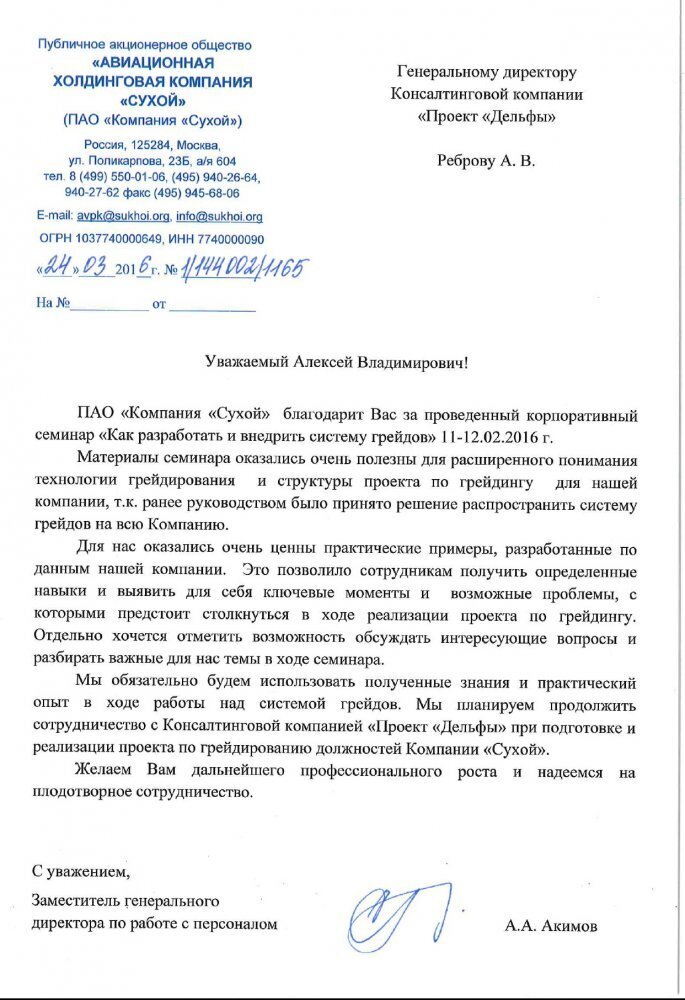 Публичное акционерное общество
«АВИАЦИОННАЯ
ХОЛДИНГОВАЯ КОМПАНИЯ
«СУХОЙ»
(ПАО «Компания «Сухой»)
Россия, 125284, Москва,
ул. Поликарпова, 23Б, а/я 604
тел. 8 (499) 550-01-06, (495) 940-26-64,
940-27-62 факс (495) 945-68-06
E-mail: avpk@sukhoi.org, info@sukhoi.org
ОГРН 1037740000649, ИНН 7740000090
«24» 03 2016 г. № 1/144002/1165
На №____________ от ____________
Генеральному директору
Консалтинговой компании
«Проект «Дельфы»
Реброву А. В.
Уважаемый Алексей Владимирович!
ПАО «Компания «Сухой» благодарит Вас за проведенный корпоративный
семинар «Как разработать и внедрить систему грейдов» 11-12.02.2016 г.
Материалы семинара оказались очень полезны для расширенного понимания
технологии грейдирования и структуры проекта по грейдингу для нашей
компании, т.к. ранее руководством было принято решение распространить систему
грейдов на всю Компанию.
Для нас оказались очень ценны практические примеры, разработанные по
данным нашей компании. Это позволило сотрудникам получить определенные
навыки и выявить для себя ключевые моменты и возможные проблемы, с
которыми предстоит столкнуться в ходе реализации проекта по грейдингу.
Отдельно хочется отметить возможность обсуждать интересующие вопросы и
разбирать важные для нас темы в ходе семинара.
Мы обязательно будем использовать полученные знания и практический
опыт в ходе работы над системой грейдов. Мы планируем продолжить
сотрудничество с Консалтинговой компанией «Проект «Дельфы» при подготовке и
реализации проекта по грейдированию должностей Компании «Сухой».
Желаем Вам дальнейшего профессионального роста и надеемся на
плодотворное сотрудничество.
С уважением,
Заместитель генерального
директора по работе с персоналом
А.А. Акимов